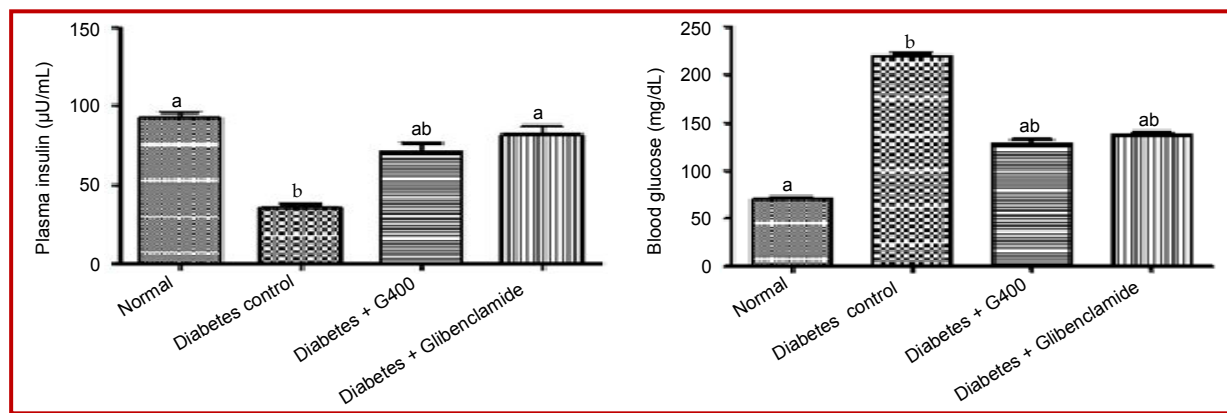 Plasma insulin (µU/mL)
150
100
50
0
a
b
ab
a
Normal
Diabetes control
Diabetes + G400
Diabetes + Glibenclamide
Blood glucose (mg/dL)
250
200
150
100
50
0
a
b
ab
ab
Normal
Diabetes control
Diabetes + G400
Diabetes + Glibenclamide